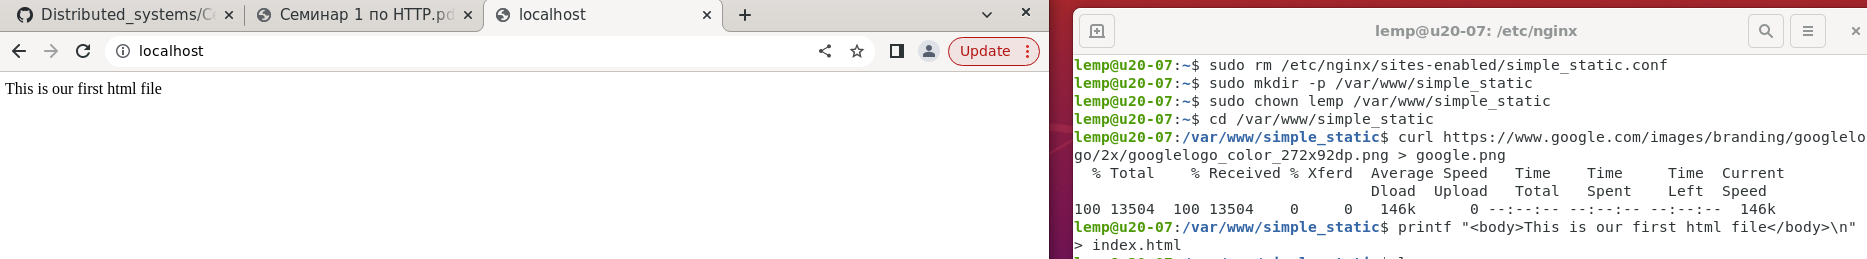 Distributed_systems/Се
Семинар 1 по HTTP.pd
localhost
localhost
Update
This is our first html file
lemp@u20-07: /etc/nginx
lemp@u20-07:~$ sudo rm /etc/nginx/sites-enabled/simple_static.conf
lemp@u20-07:~$ sudo mkdir -p /var/www/simple_static
lemp@u20-07:~$ sudo chown lemp /var/www/simple_static
lemp@u20-07:~$ cd /var/www/simple_static
lemp@u20-07:/var/www/simple_static$ curl https://www.google.com/images/branding/googlelo
go/2x/googlelogo_color_272x92dp.png > google.png
% Total % Received % Xferd Average Speed Time Time Time Current
Dload Upload Total Spent Left Speed
100 13504 100 13504 0 0 146k 0 --:--:-- --:--:-- --:--:-- 146k
lemp@u20-07:/var/www/simple_static$ printf "<body>This is our first html file</body>\n"
> index.html